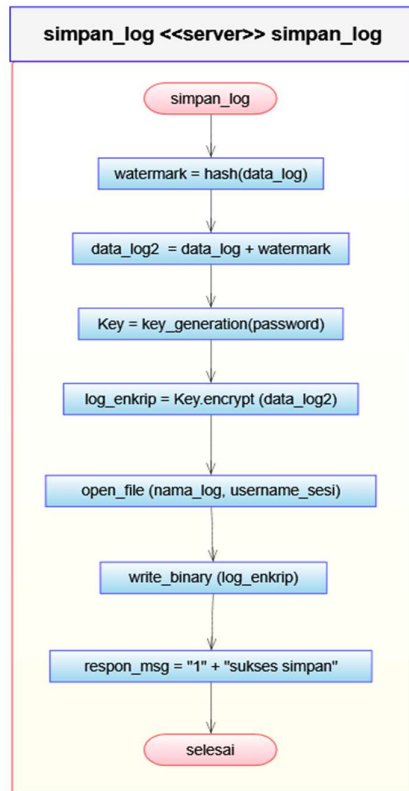 simpan_log <<server>> simpan_log
simpan_log
watermark = hash(data_log)
data_log2 = data_log + watermark
Key = key_generation(password)
log_enkrip = Key.encrypt (data_log2)
open_file (nama_log, username_sesi)
write_binary (log_enkrip)
respon_msg = "1" + "sukses simpan"
selesai